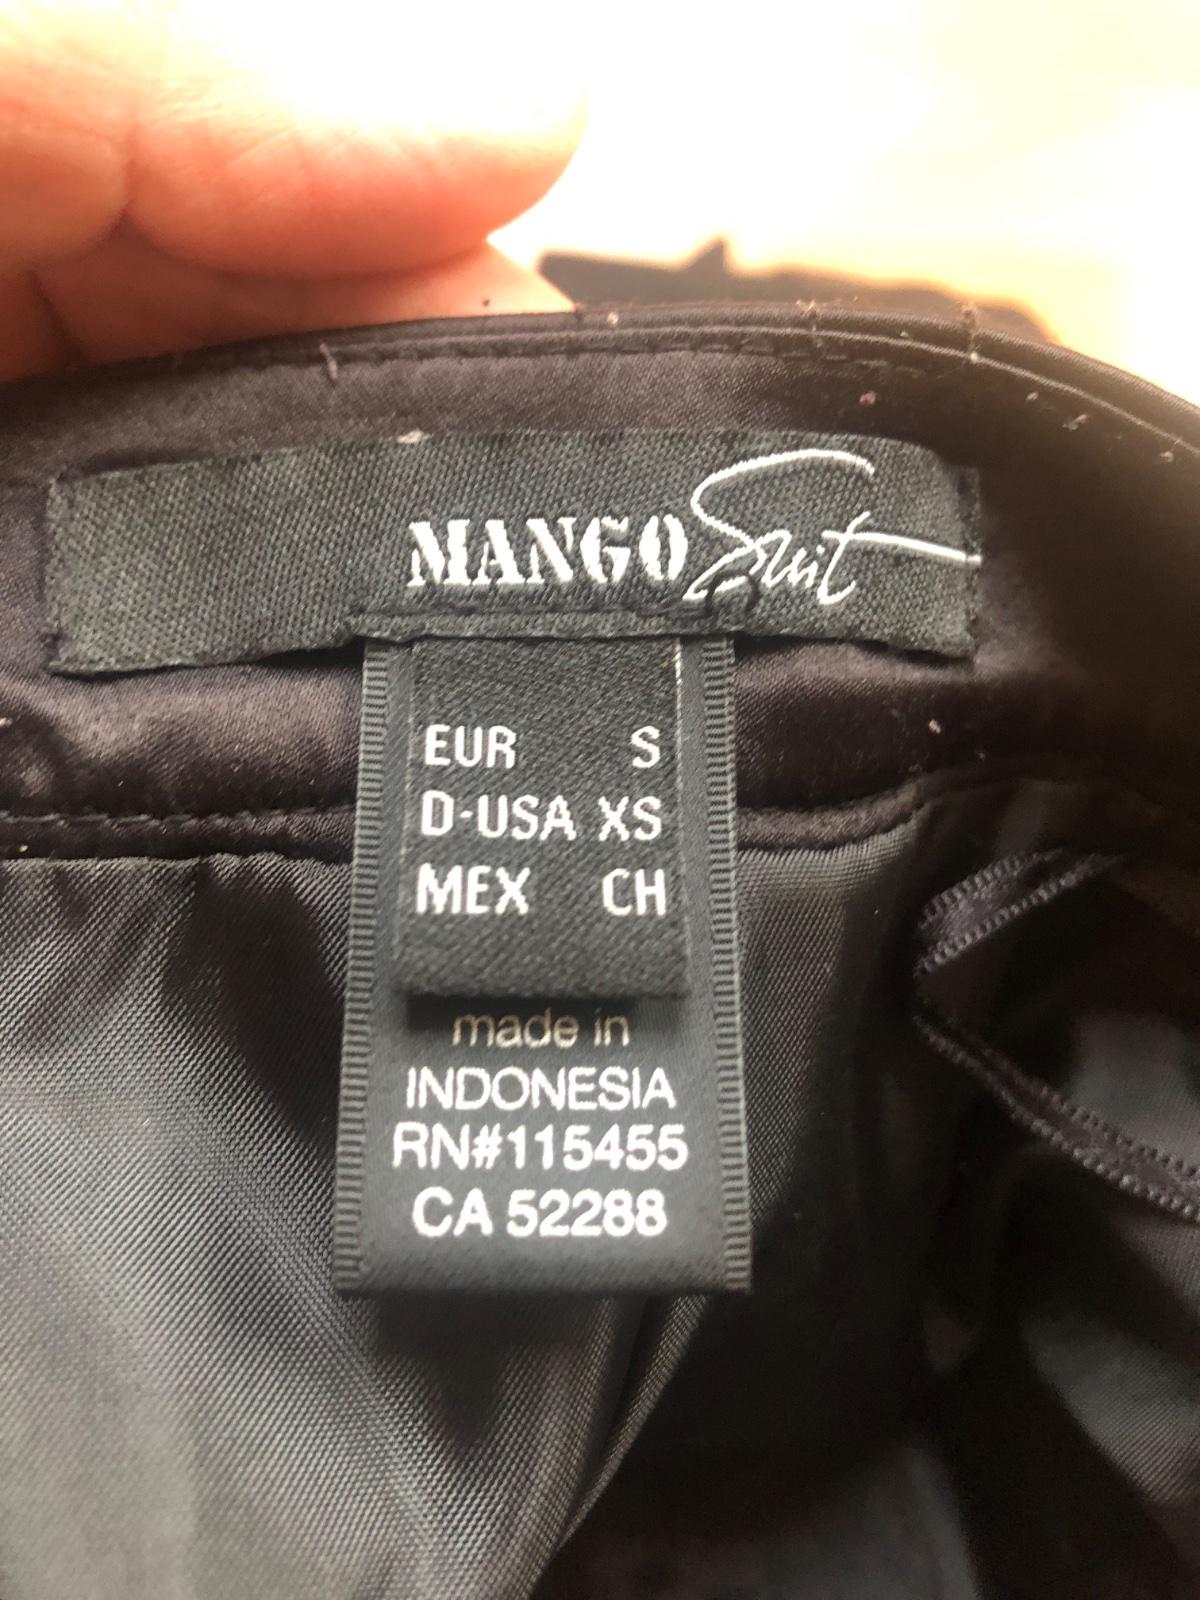 MANGO Suit
EUR S
D-USA XS
MEX CH
made in
INDONESIA
RN#115455
CA 52288